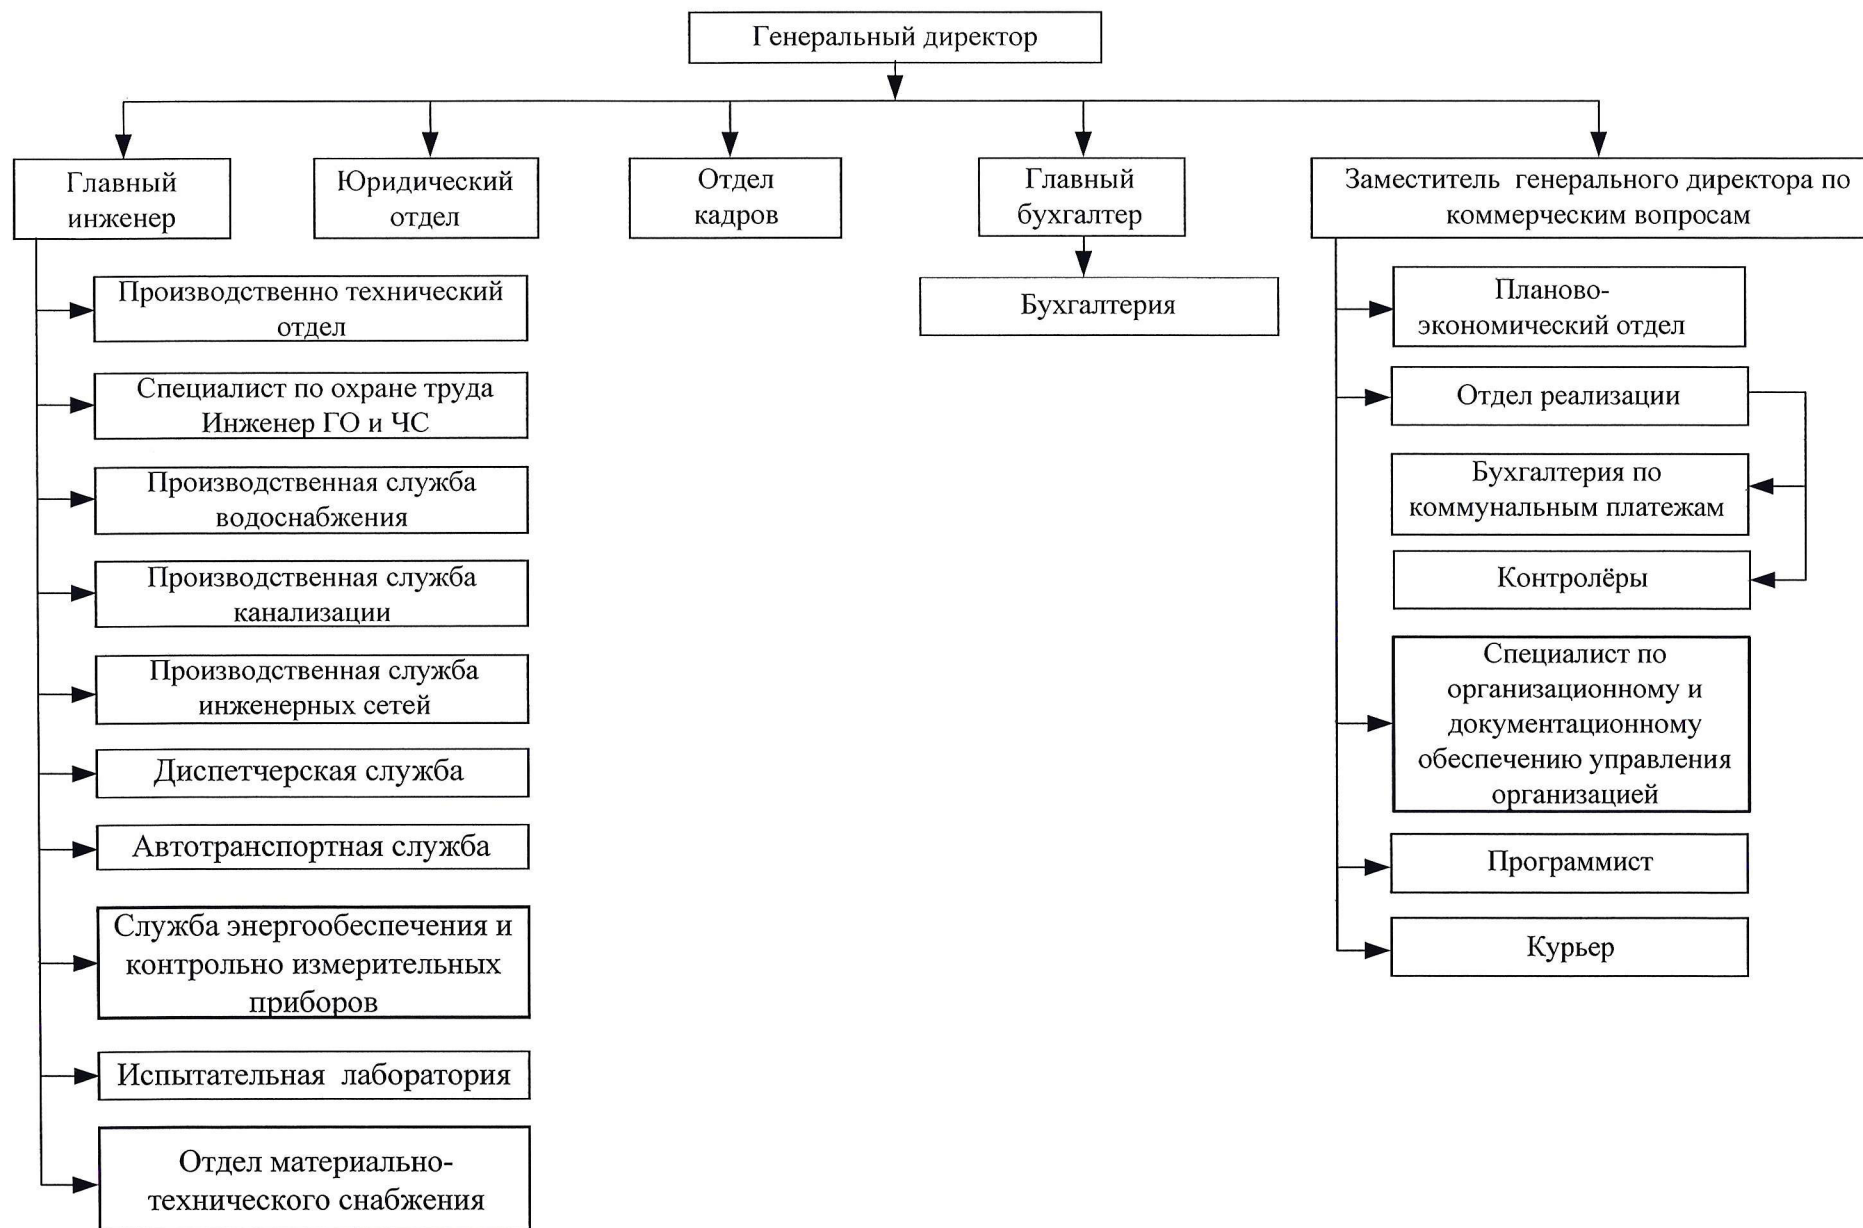 Генеральный директор
Главный
инженер
Юридический
отдел
Отдел
кадров
Главный
бухгалтер
Заместитель генерального директора по
коммерческим вопросам
Производственно технический
отдел
Специалист по охране труда
Инженер ГО и ЧС
Производственная служба
водоснабжения
Производственная служба
канализации
Производственная служба
инженерных сетей
Диспетчерская служба
Автотранспортная служба
Служба энергообеспечения и
контрольно измерительных
приборов
Испытательная лаборатория
Отдел материально-
технического снабжения
Бухгалтерия
Планово-
экономический отдел
Отдел реализации
Бухгалтерия по
коммунальным платежам
Контролёры
Специалист по
организационному и
документационному
обеспечению управления
организацией
Программист
Курьер